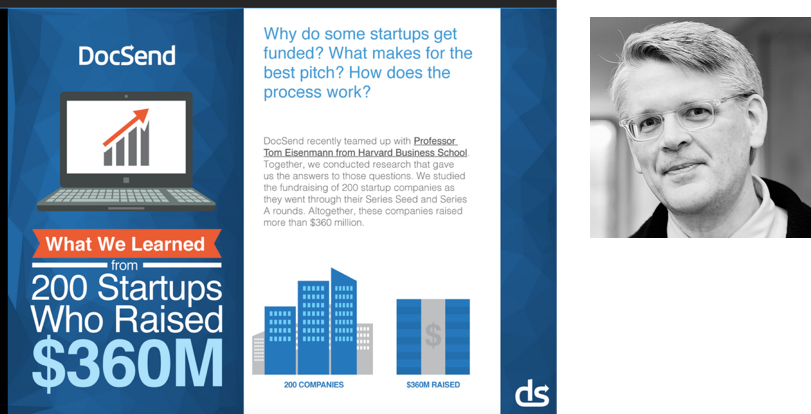 DocSend
What We Learned
from
200 Startups
Who Raised
$360M
Why do some startups get
funded? What makes for the
best pitch? How does the
process work?
DocSend recently teamed up with Professor
Tom Eisenmann from Harvard Business School.
Together, we conducted research that gave
us the answers to those questions. We studied
the fundraising of 200 startup companies as
they went through their Series Seed and Series
A rounds. Altogether, these companies raised
more than $360 million.
$
200 COMPANIES
$360M RAISED
ds